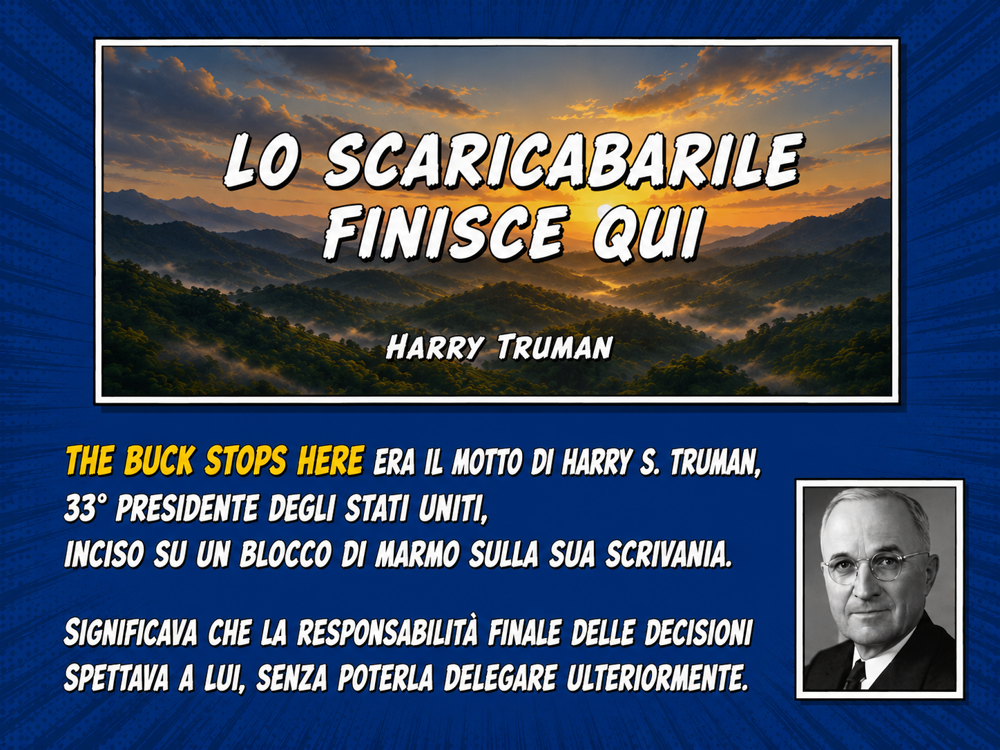 LO SCARICABARILE
FINISCE QUI
HARRY TRUMAN
THE BUCK STOPS HERE ERA IL MOTTO DI HARRY S. TRUMAN,
33° PRESIDENTE DEGLI STATI UNITI,
INCISO SU UN BLOCCO DI MARMO SULLA SUA SCRIVANIA.
SIGNIFICAVA CHE LA RESPONSABILITÀ FINALE DELLE DECISIONI
SPETTAVA A LUI, SENZA POTERLA DELEGARE ULTERIORMENTE.